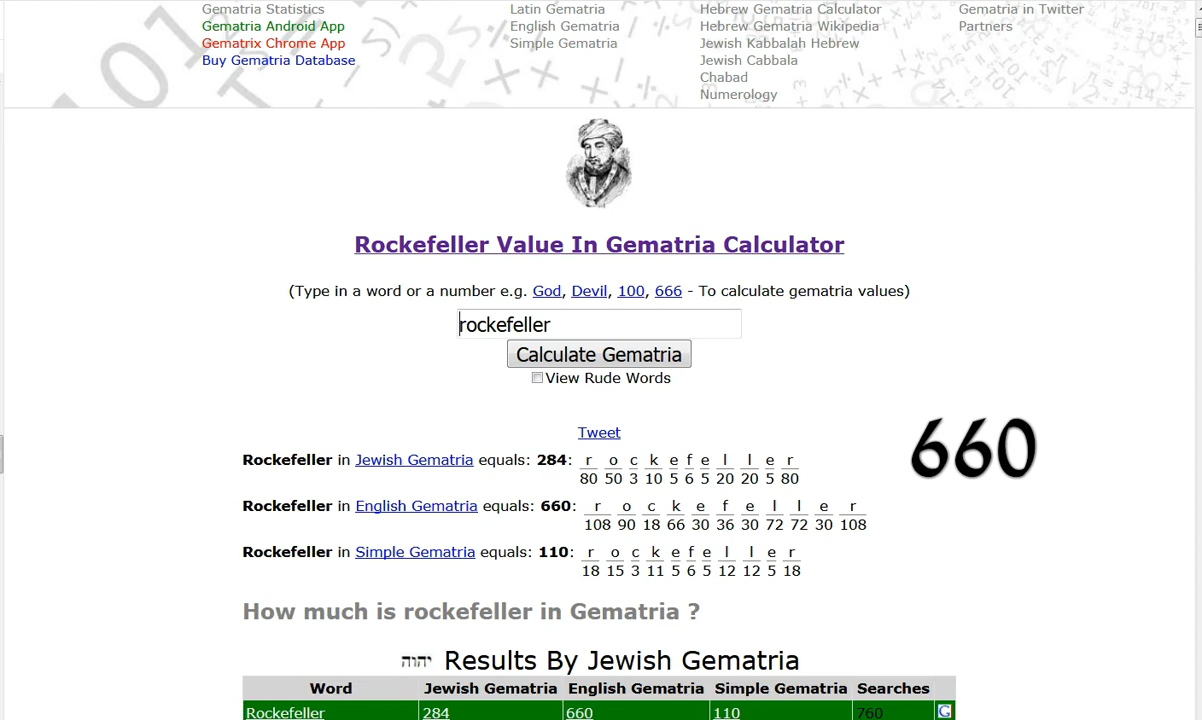 Gematria Statistics
Gematria Android App
Gematrix Chrome App
Buy Gematria Database
Latin Gematria
English Gematria
Simple Gematria
Hebrew Gematria Calculator
Hebrew Gematria Wikipedia
Jewish Kabbalah Hebrew
Jewish Cabbala
Chabad
Numerology
Gematria in Twitter
Partners
Rockefeller Value In Gematria Calculator
(Type in a word or a number e.g. God, Devil, 100, 666 - To calculate gematria values)
rockefeller
Calculate Gematria
View Rude Words
Tweet
660
Rockefeller in Jewish Gematria equals: 284: r o c k e f e l l e r
80 50 3 10 5 6 5 20 20 5 80
Rockefeller in English Gematria equals: 660: r o c k e f e l l e r
108 90 18 66 30 36 30 72 72 30 108
Rockefeller in Simple Gematria equals: 110: r o c k e f e l l e r
18 15 3 11 5 6 5 12 12 5 18
How much is rockefeller in Gematria ?
יהוה Results By Jewish Gematria
Word Jewish Gematria English Gematria Simple Gematria Searches
Rockefeller 284 660 110 760 G